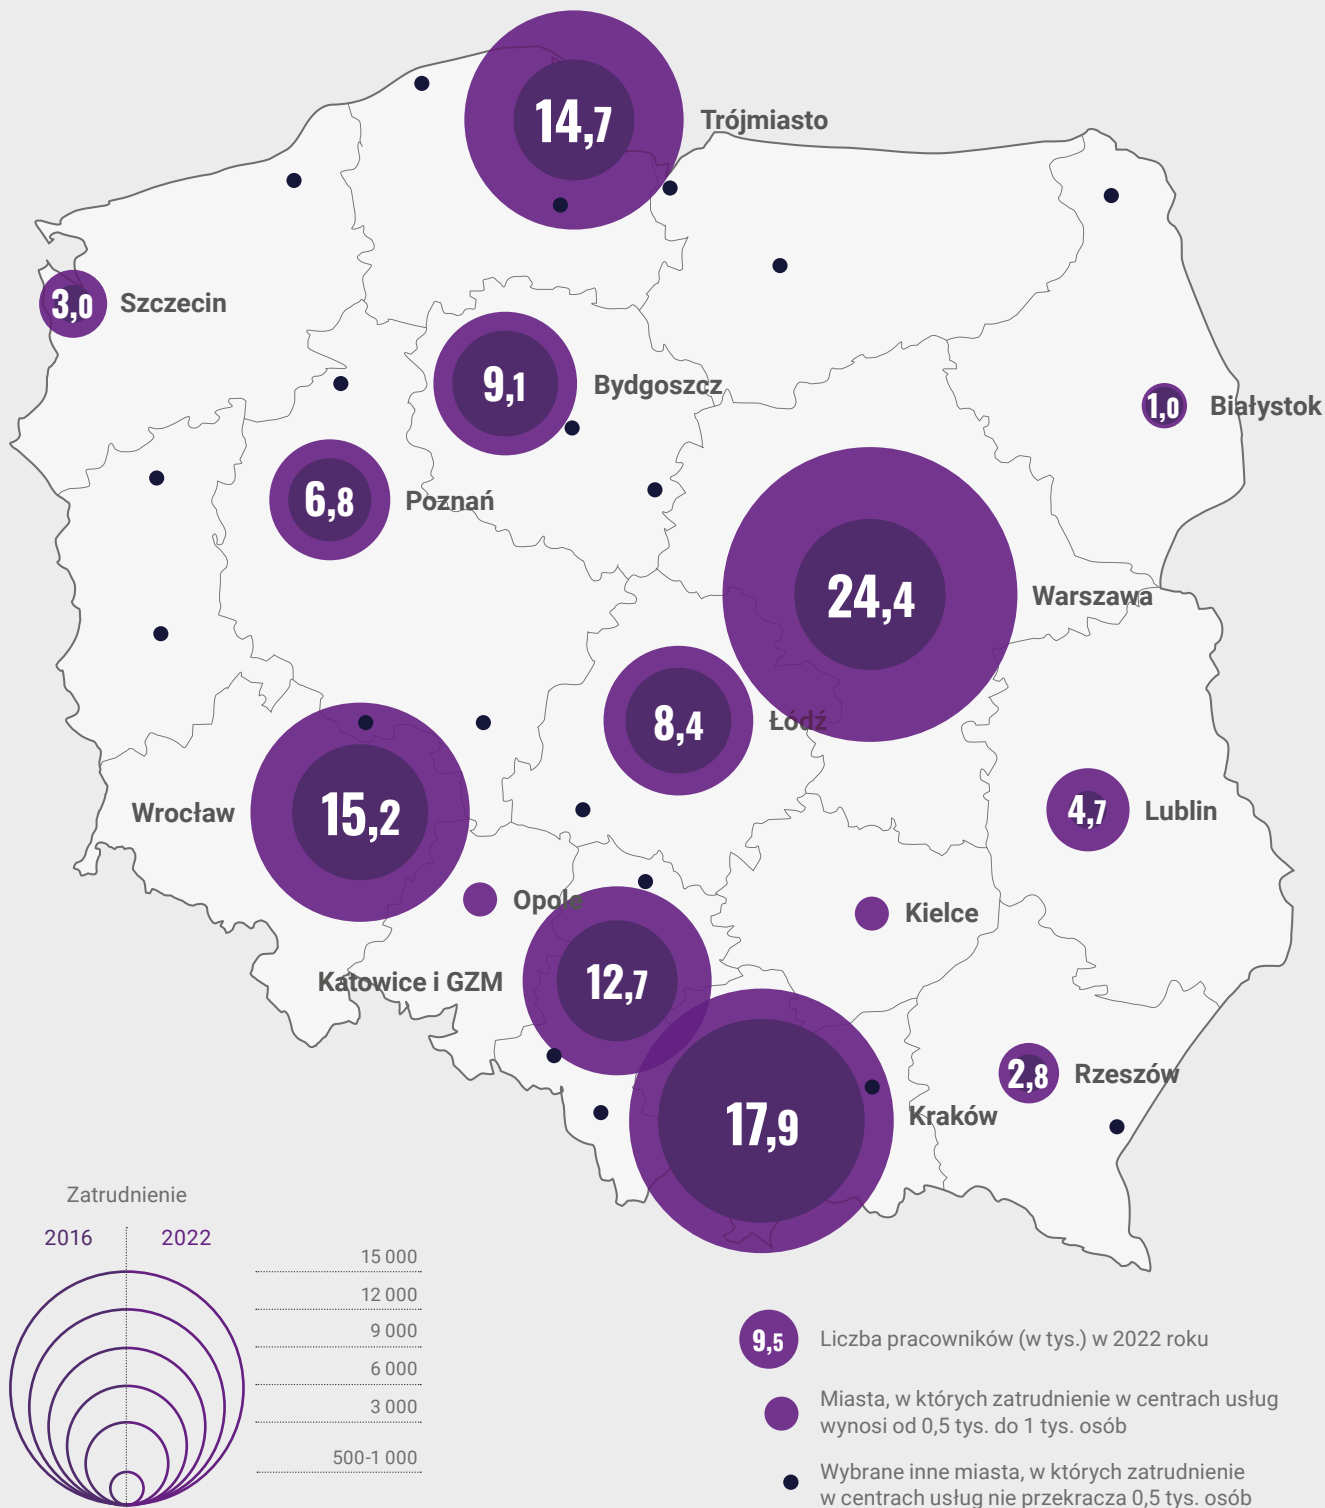 14,7
Trójmiasto
3,0
Szczecin
9,1
Bydgoszcz
1,0
Białystok
6,8
Poznań
24,4
Warszawa
8,4
Łódź
Wrocław
15,2
4,7
Lublin
Opole
Kielce
Katowice i GZM
12,7
2,8
Rzeszów
17,9
Kraków
Zatrudnienie
2016
2022
15 000
12 000
9 000
6 000
3 000
500-1 000
9,5
Liczba pracowników (w tys.) w 2022 roku
Miasta, w których zatrudnienie w centrach usług
wynosi od 0,5 tys. do 1 tys. osób
Wybrane inne miasta, w których zatrudnienie
w centrach usług nie przekracza 0,5 tys. osób